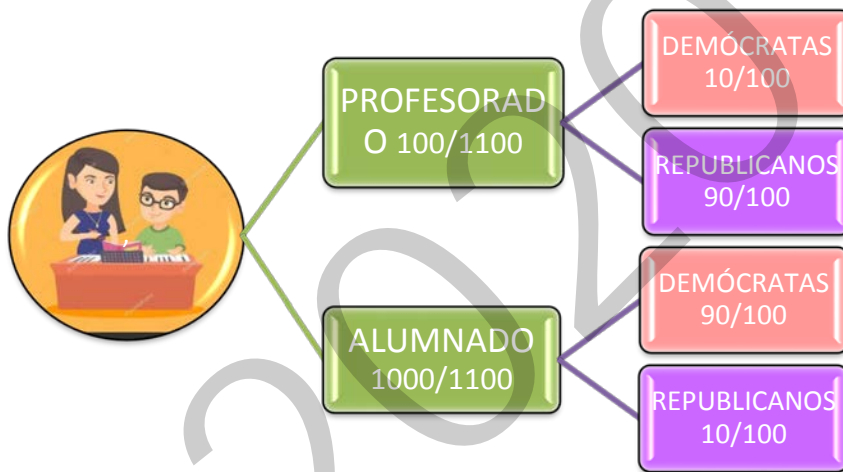 PROFESORAD
O 100/1100
DEMÓCRATAS
10/100
REPUBLICANOS
90/100
ALUMNADO
1000/1100
DEMÓCRATAS
90/100
REPUBLICANOS
10/100